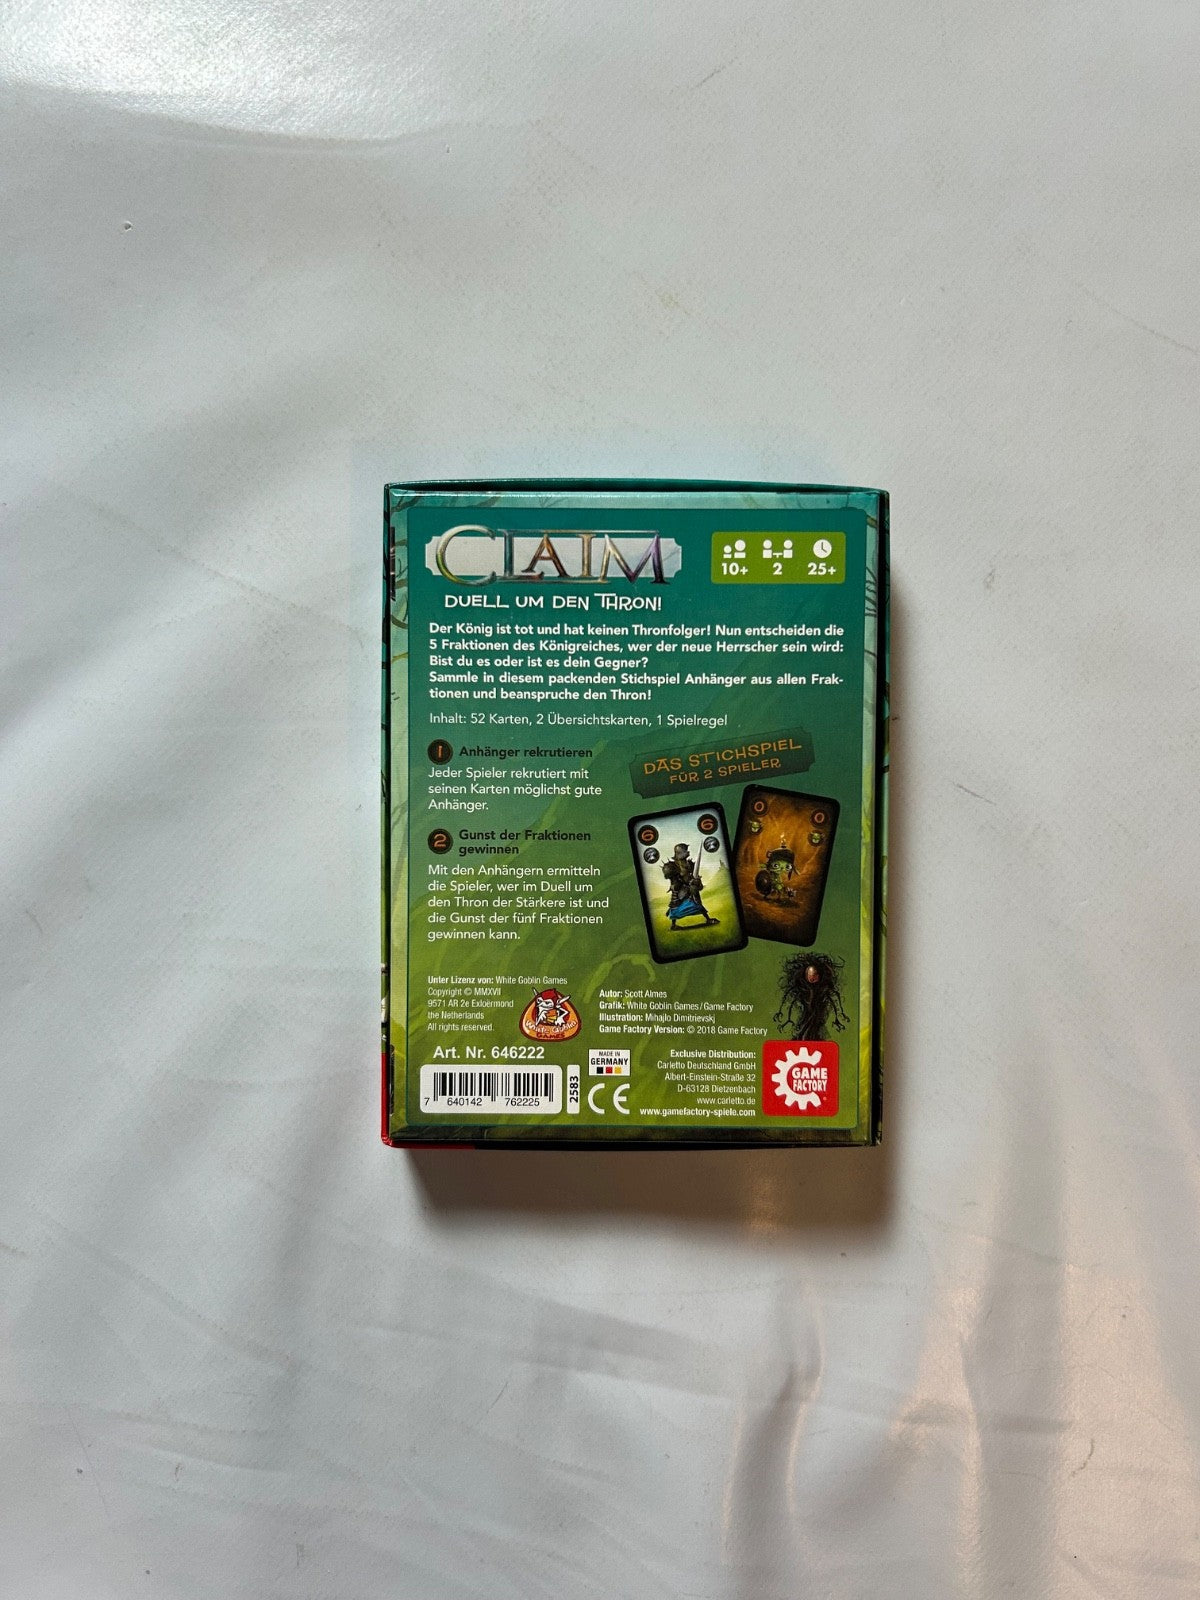 CLAIM
DUELL UM DEN THRON!
10+ 2 25+
Der König ist tot und hat keinen Thronfolger! Nun entscheiden die
5 Fraktionen des Königreiches, wer der neue Herrscher sein wird:
Bist du es oder ist es dein Gegner?
Sammle in diesem packenden Stichspiel Anhänger aus allen Frak-
tionen und beanspruche den Thron!
Inhalt: 52 Karten, 2 Übersichtskarten, 1 Spielregel
1 Anhänger rekrutieren
Jeder Spieler rekrutiert mit
seinen Karten möglichst gute
Anhänger.
2 Gunst der Fraktionen
gewinnen
Mit den Anhängern ermitteln
die Spieler, wer im Duell um
den Thron der Stärkere ist und
die Gunst der fünf Fraktionen
gewinnen kann.
DAS STICHSPIEL
FÜR 2 SPIELER
6 6
0 0
Unter Lizenz von: White Goblin Games
Copyright © MMXVII
9571 AR 2e Exloërmond
the Netherlands
All rights reserved.
White Goblin
GAMES
Autor: Scott Almes
Grafik: White Goblin Games/Game Factory
Illustration: Mihajlo Dimitrievskj
Game Factory Version: © 2018 Game Factory
Art. Nr. 646222
7 640142 762225
2583
MADE IN
GERMANY
CE
Exclusive Distribution:
Carletto Deutschland GmbH
Albert-Einstein-Straße 32
D-63128 Dietzenbach
www.carletto.de
www.gamefactory-spiele.com
GAME
FACTORY